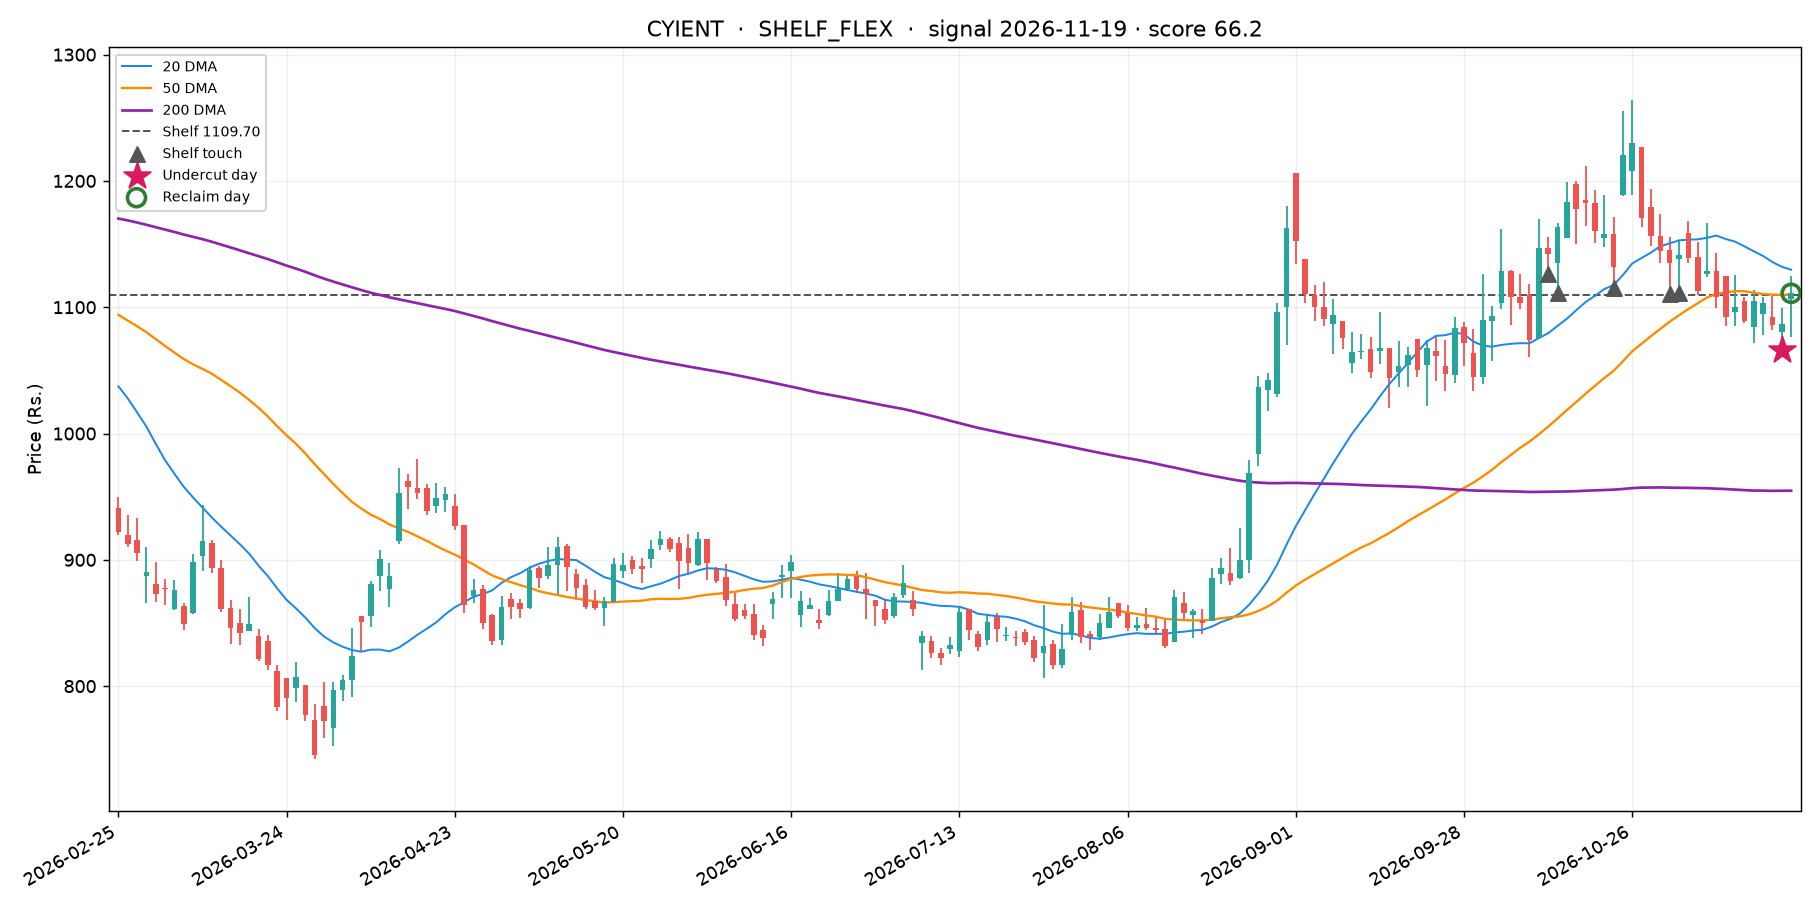 CYIENT · SHELF_FLEX · signal 2026-11-19 · score 66.2
20 DMA
50 DMA
200 DMA
Shelf 1109.70
Shelf touch
Undercut day
Reclaim day
Price (Rs.)
1300
1200
1100
1000
900
800
2026-02-25
2026-03-24
2026-04-23
2026-05-20
2026-06-16
2026-07-13
2026-08-06
2026-09-01
2026-09-28
2026-10-26